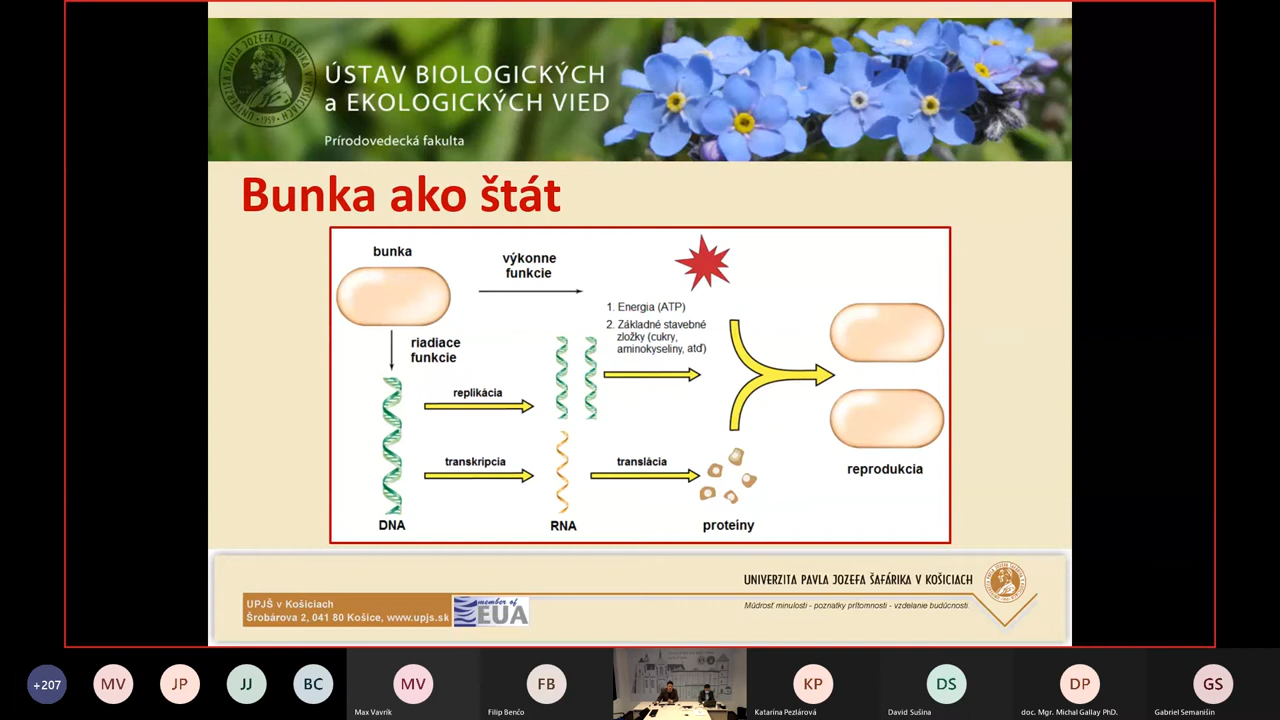 ÚSTAV BIOLOGICKÝCH
a EKOLOGICKÝCH VIED
Prírodovedecká fakulta
Bunka ako štát
bunka
výkonne
funkcie
1. Energia (ATP)
2. Základné stavebné
zložky (cukry,
aminokyseliny, atď)
riadiace
funkcie
replikácia
transkripcia
translácia
reprodukcia
DNA
RNA
proteíny
UNIVERZITA PAVLA JOZEFA ŠAFÁRIKA V KOŠICIACH
Múdrosť minulosti - poznatky prítomnosti - vzdelanie budúcnosti.
UPJŠ v Košiciach
Šrobárova 2, 041 80 Košice, www.upjs.sk
member of
EUA
+207
MV
JP
JJ
BC
MV
Max Vavrík
FB
Filip Benčo
KP
Katarína Pezlárová
DS
David Sušina
DP
doc. Mgr. Michal Gallay PhD.
GS
Gabriel Semanišin